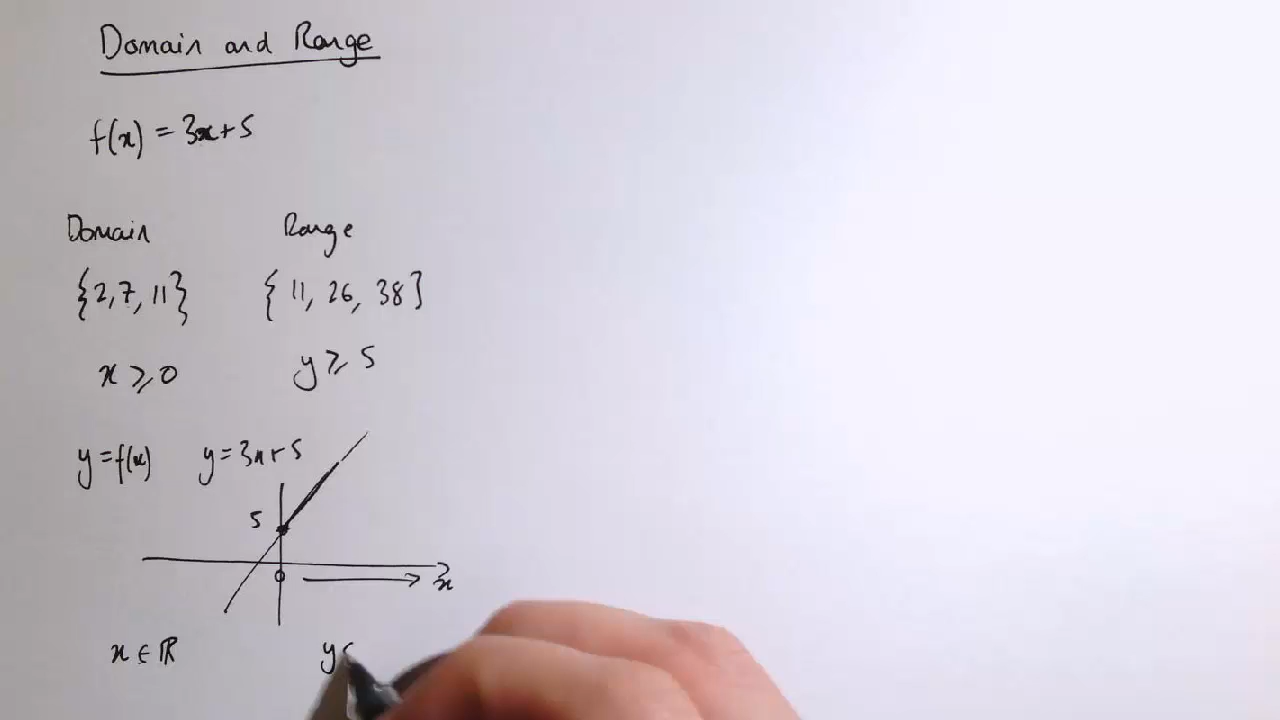 Domain and Range
f(x) = 3x+5
Domain Range
{2,7, 11} { 11, 26, 38}
x ⩾ 0 y ⩾ 5
y = f(x) y = 3x + 5
5
0 x
x ∈ ℝ y